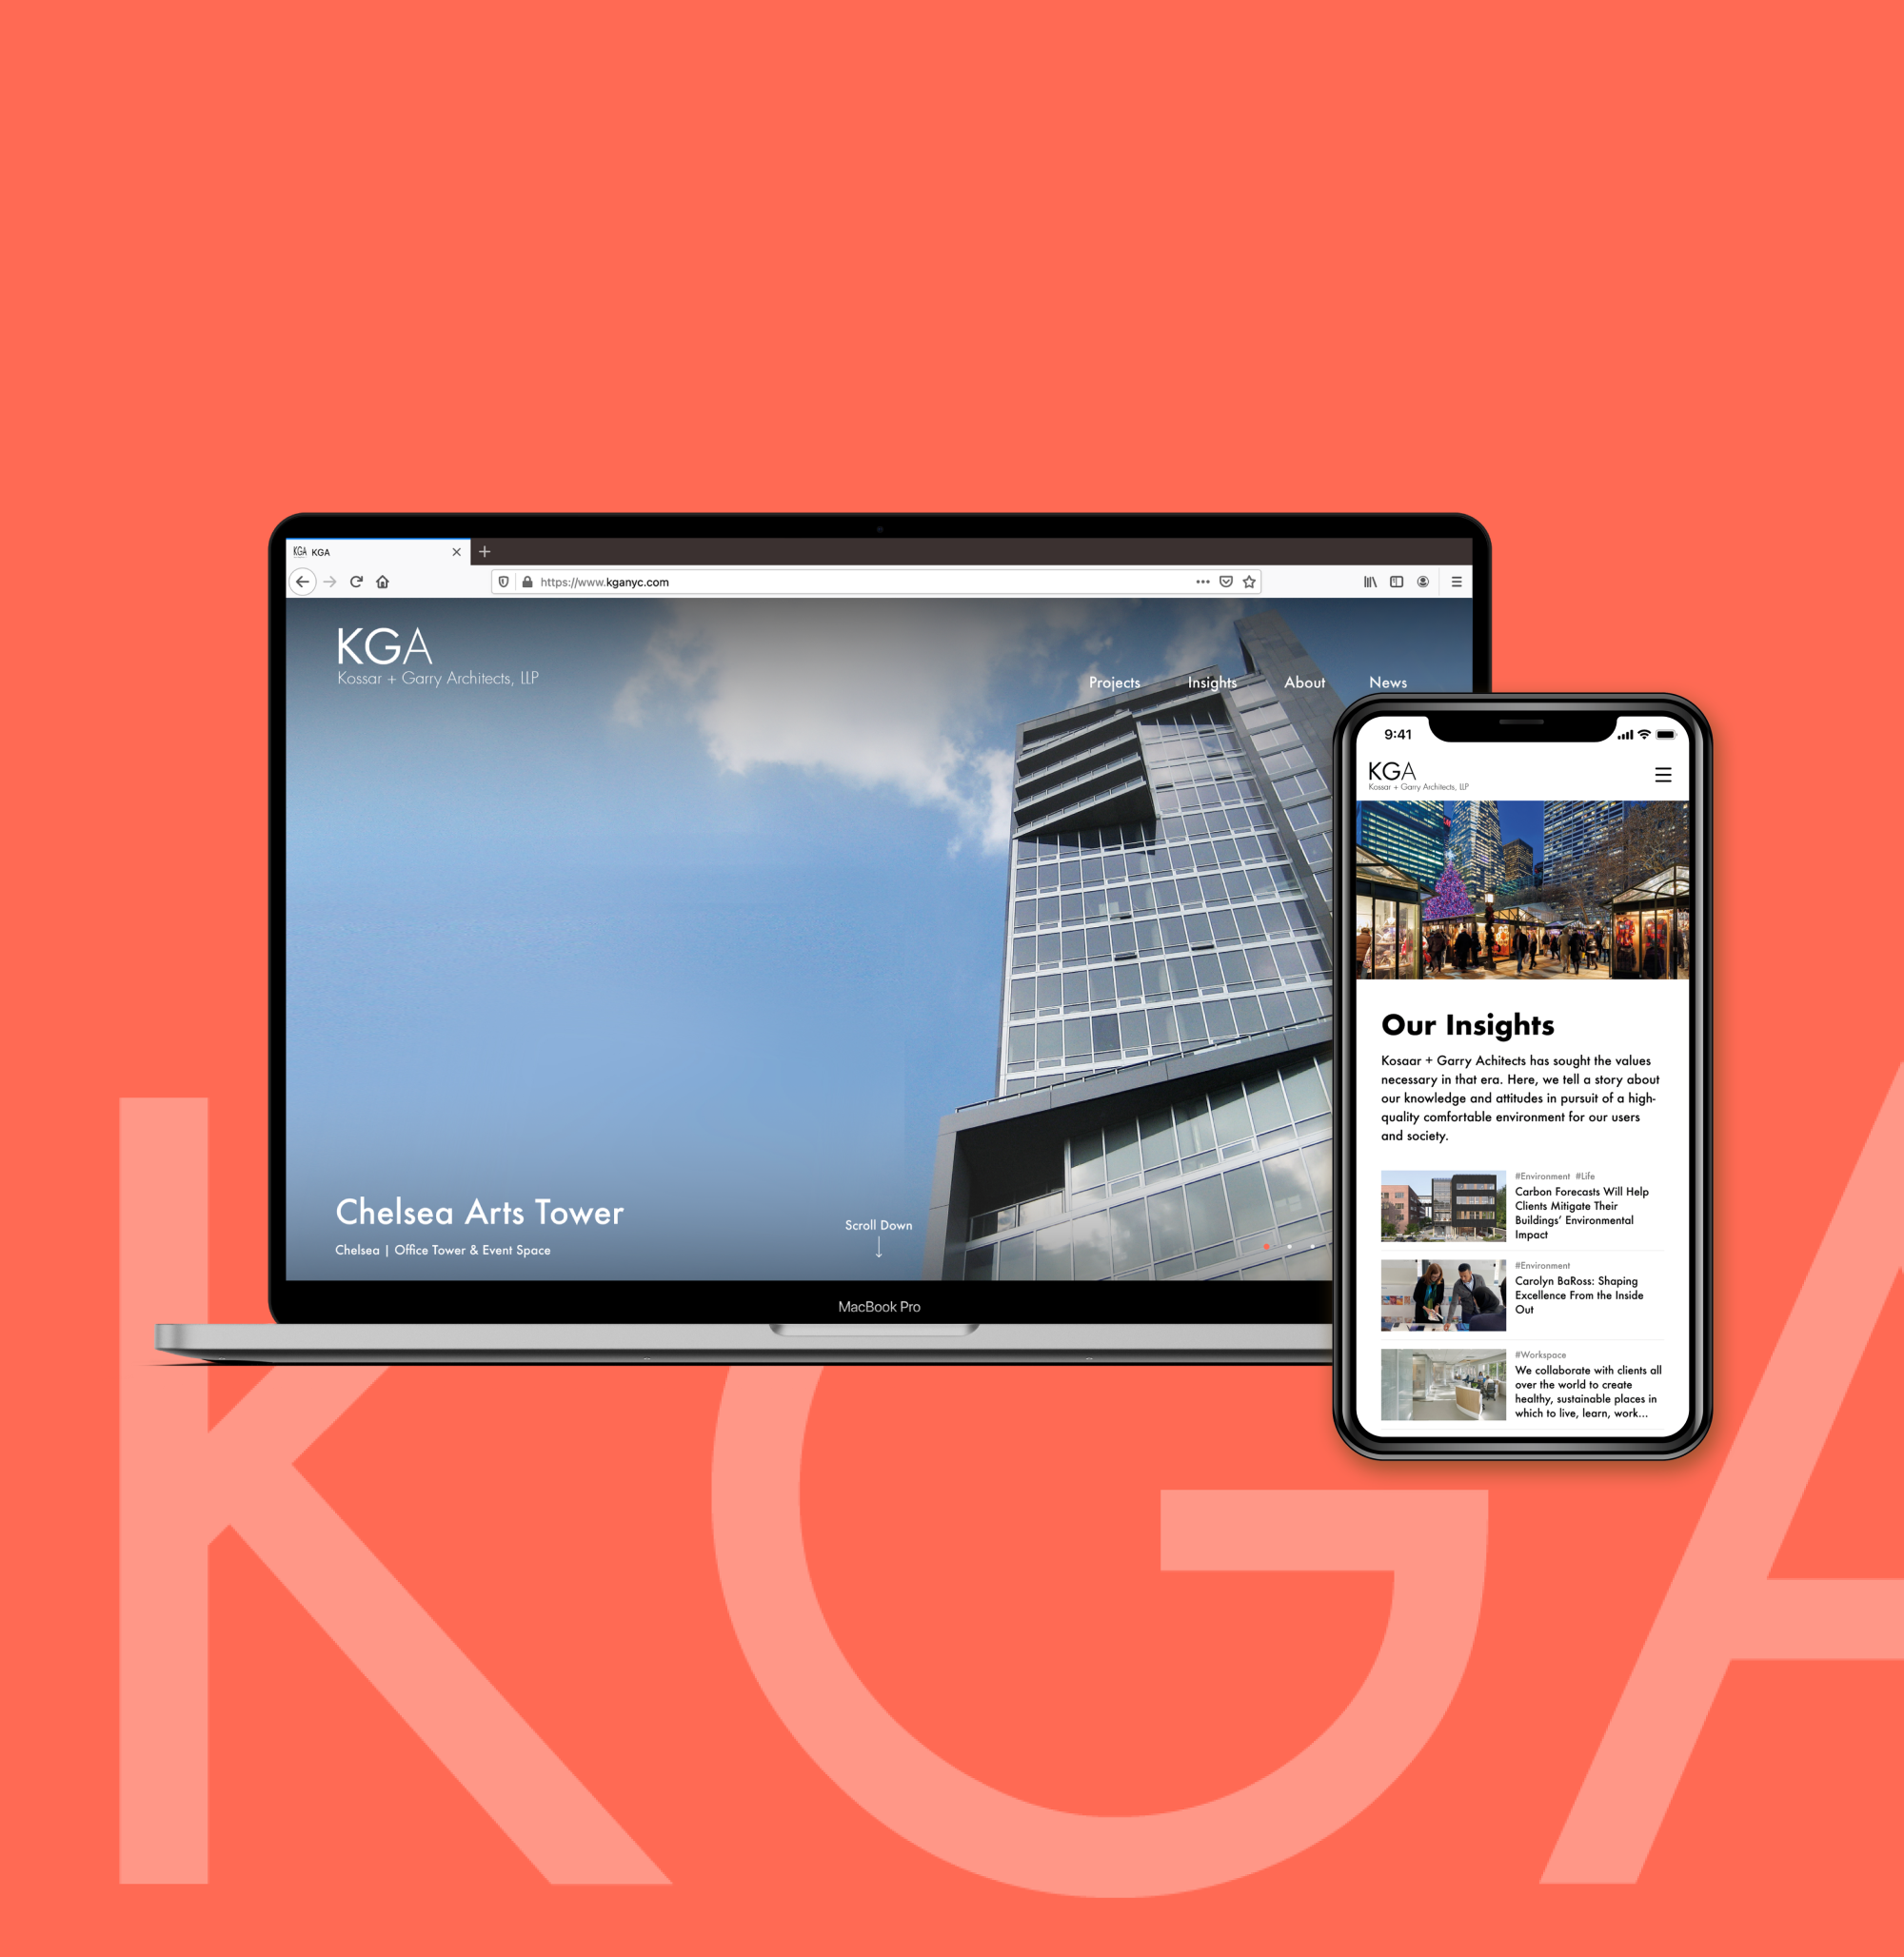 KGA
https://www.kganyc.com
KGA
Kossar + Garry Architects, LLP
Projects
Insights
About
News
Chelsea Arts Tower
Chelsea | Office Tower & Event Space
Scroll Down
MacBook Pro
9:41
KGA
Kossar + Garry Architects, LLP
Our Insights
Kosaar + Garry Achitects has sought the values
necessary in that era. Here, we tell a story about
our knowledge and attitudes in pursuit of a high-
quality comfortable environment for our users
and society.
#Environment #Life
Carbon Forecasts Will Help
Clients Mitigate Their
Buildings’ Environmental
Impact
#Environment
Carolyn BaRoss: Shaping
Excellence From the Inside
Out
#Workspace
We collaborate with clients all
over the world to create
healthy, sustainable places in
which to live, learn, work...
KGA